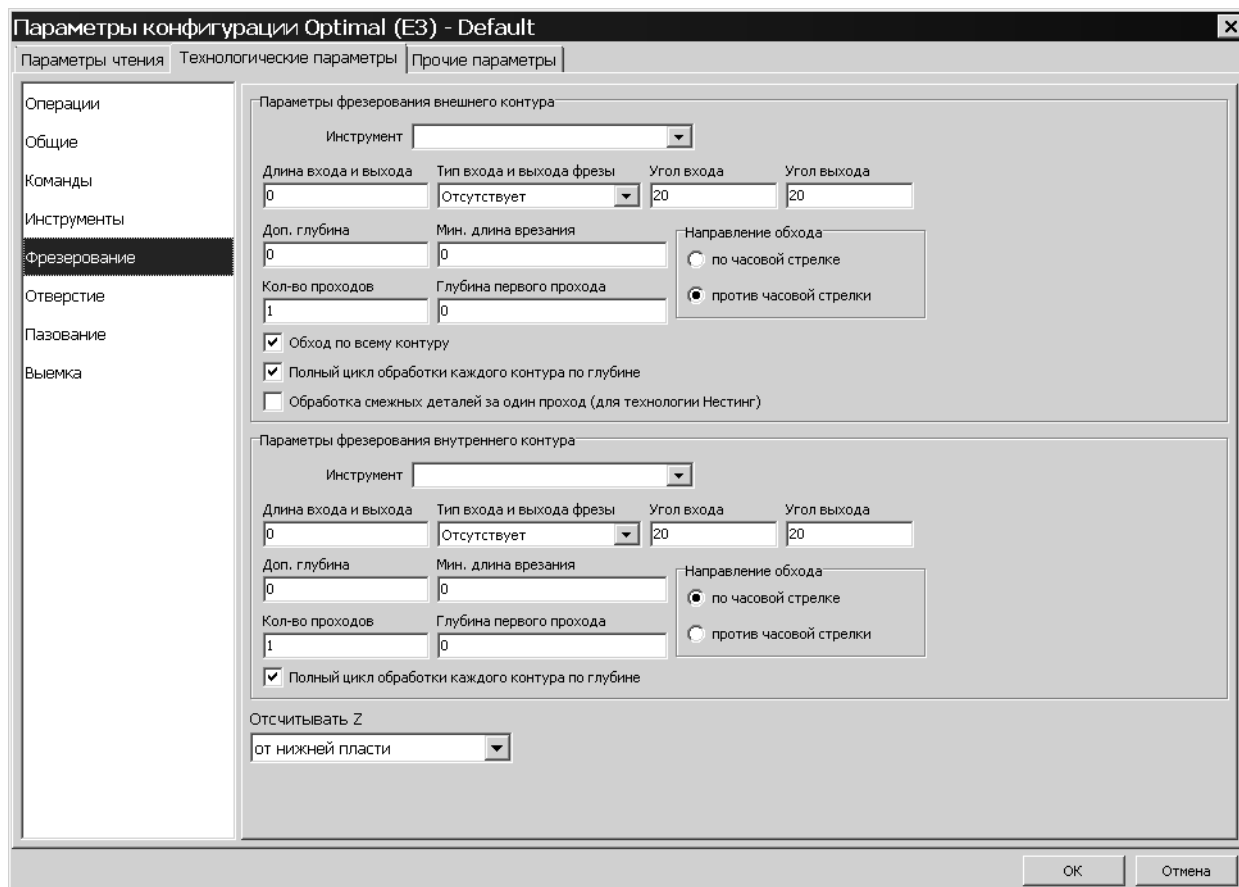 Параметры конфигурации Optimal (E3) - Default
Параметры чтения Технологические параметры Прочие параметры
Операции
Общие
Команды
Инструменты
Фрезерование
Отверстие
Пазование
Выемка
Параметры фрезерования внешнего контура
Инструмент
Длина входа и выхода Тип входа и выхода фрезы Угол входа Угол выхода
0 Отсутствует 20 20
Доп. глубина Мин. длина врезания Направление обхода
0 0 по часовой стрелке
Кол-во проходов Глубина первого прохода против часовой стрелки
1 0
Обход по всему контуру
Полный цикл обработки каждого контура по глубине
Обработка смежных деталей за один проход (для технологии Нестинг)
Параметры фрезерования внутреннего контура
Инструмент
Длина входа и выхода Тип входа и выхода фрезы Угол входа Угол выхода
0 Отсутствует 20 20
Доп. глубина Мин. длина врезания Направление обхода
0 0 по часовой стрелке
Кол-во проходов Глубина первого прохода против часовой стрелки
1 0
Полный цикл обработки каждого контура по глубине
Отсчитывать Z
от нижней пласти
ОК Отмена